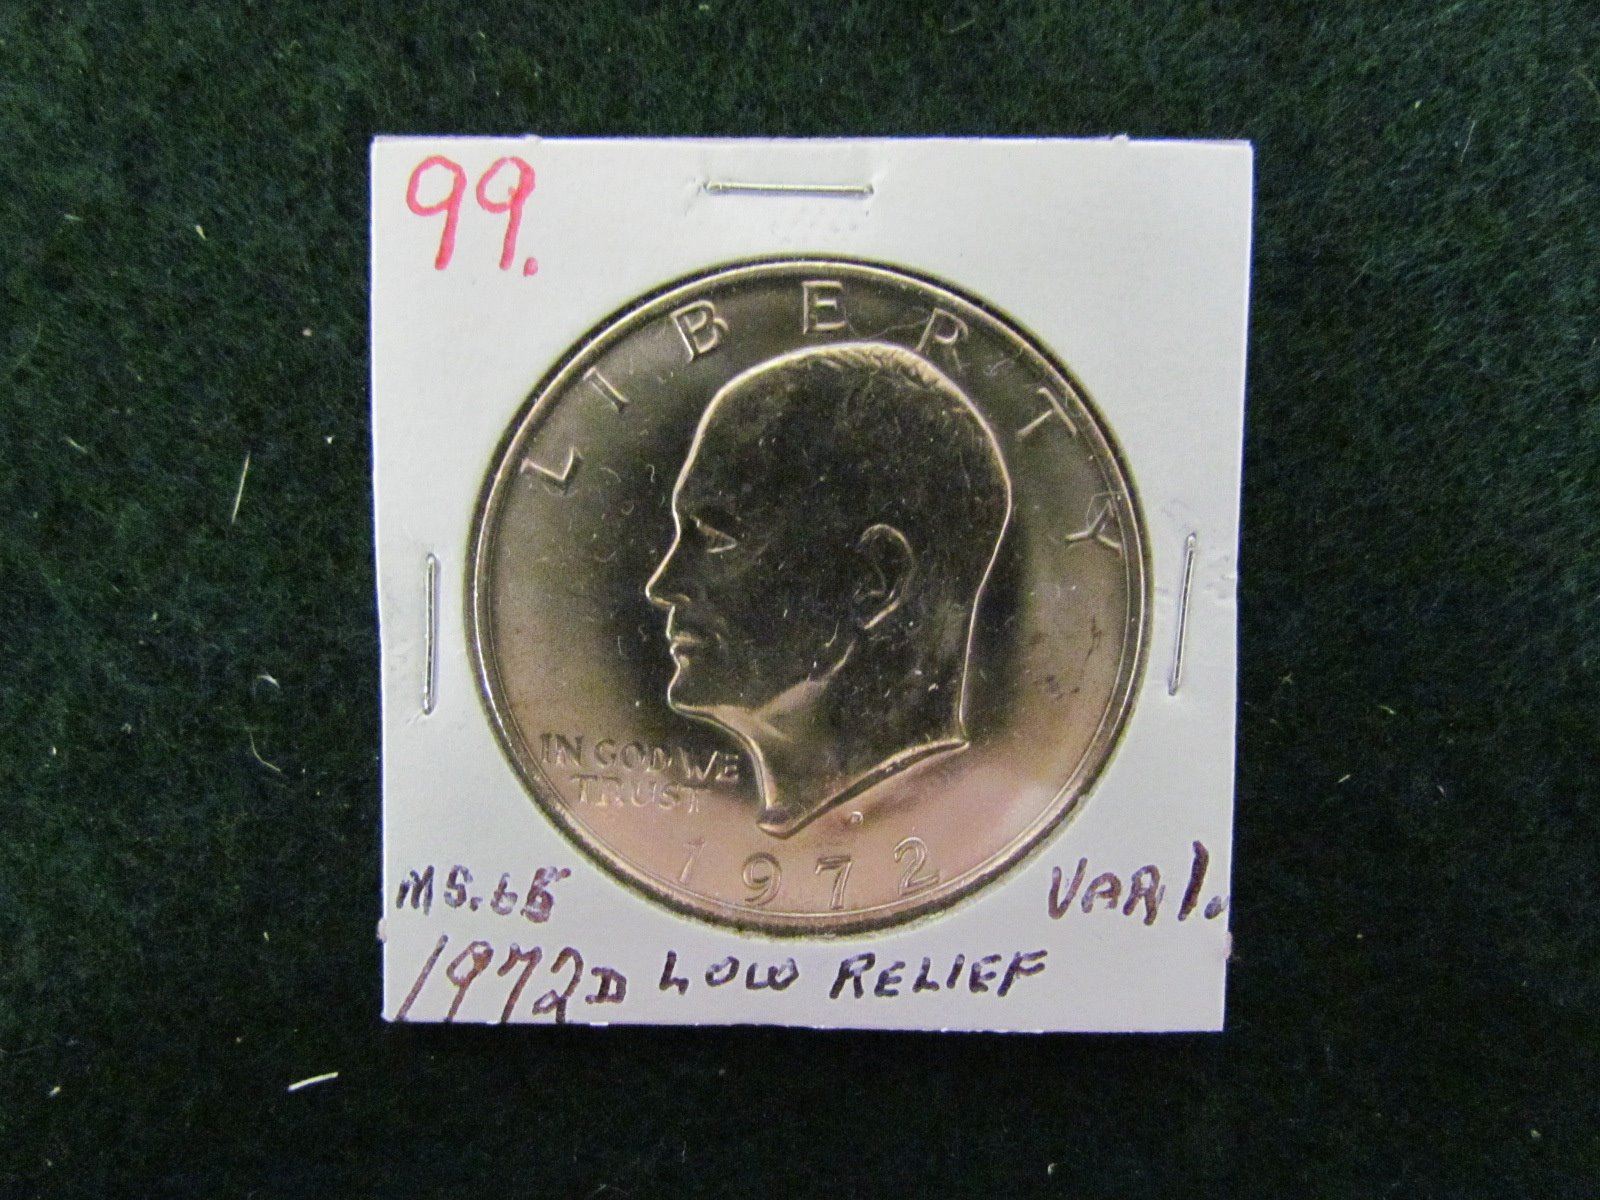 99.
LIBERTY
IN GOD WE
TRUST
D
1972
MS.65
VAR 1.
1972D LOW RELIEF